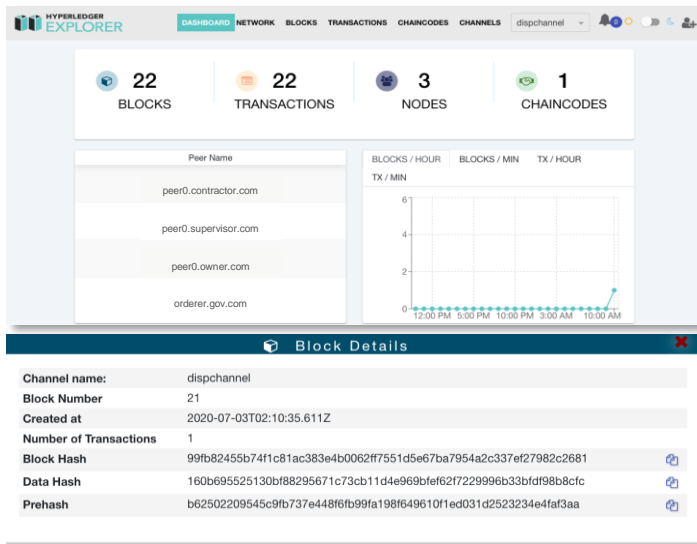 HYPERLEDGER
EXPLORER
DASHBOARD NETWORK BLOCKS TRANSACTIONS CHAINCODES CHANNELS dispchannel
22 22 3 1
BLOCKS TRANSACTIONS NODES CHAINCODES
Peer Name
peer0.contractor.com
peer0.supervisor.com
peer0.owner.com
orderer.gov.com
BLOCKS / HOUR BLOCKS / MIN TX / HOUR
TX / MIN
6
4
2
0
12:00 PM 5:00 PM 10:00 PM 3:00 AM 10:00 AM
Block Details
Channel name: dispchannel
Block Number 21
Created at 2020-07-03T02:10:35.611Z
Number of Transactions 1
Block Hash 99fb82455b74f1c81ac383e4b0062ff7551d5e67ba7954a2c337ef27982c2681
Data Hash 160b695525130bf88295671c73cb11d4e969bfef62f7229996b33bfdf98b8cfc
Prehash b62502209545c9fb737e448f6fb99fa198f649610f1ed031d2523234e4faf3aa